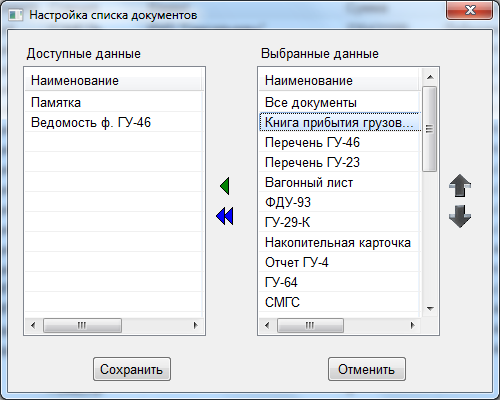 Настройка списка документов
Доступные данные
Выбранные данные
Наименование
Памятка
Ведомость ф. ГУ-46
Наименование
Все документы
Книга прибытия грузов...
Перечень ГУ-46
Перечень ГУ-23
Вагонный лист
ФДУ-93
ГУ-29-К
Накопительная карточка
Отчет ГУ-4
ГУ-64
СМГС
Сохранить
Отменить